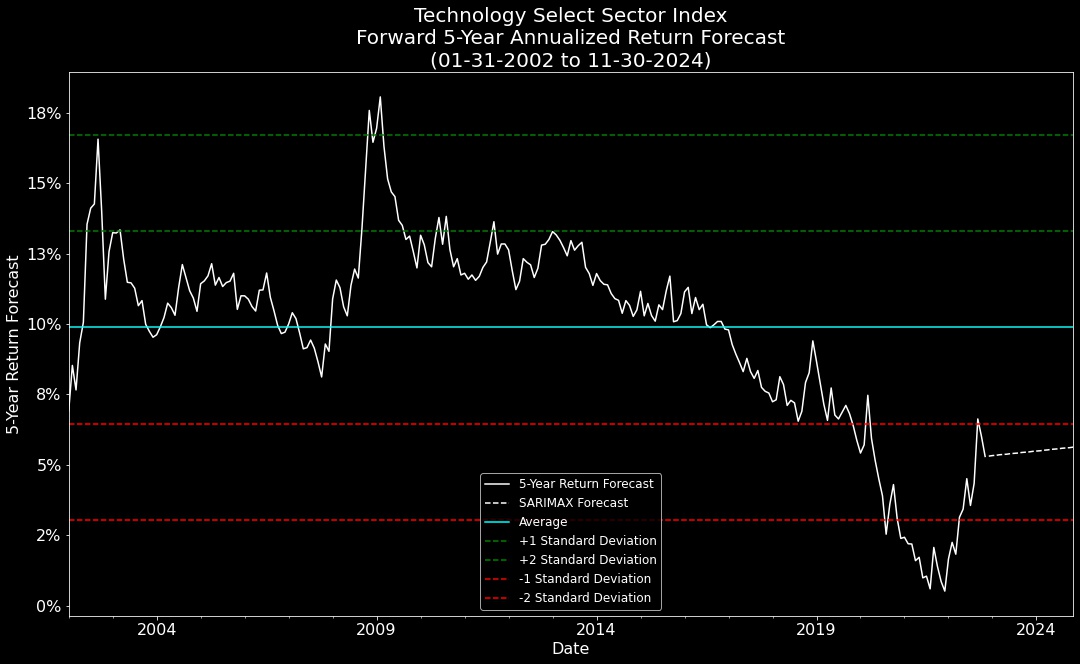 Technology Select Sector Index
Forward 5-Year Annualized Return Forecast
(01-31-2002 to 11-30-2024)
5-Year Return Forecast
18%
15%
13%
10%
8%
5%
2%
0%
5-Year Return Forecast
SARIMAX Forecast
Average
+1 Standard Deviation
+2 Standard Deviation
-1 Standard Deviation
-2 Standard Deviation
2004
2009
2014
2019
2024
Date